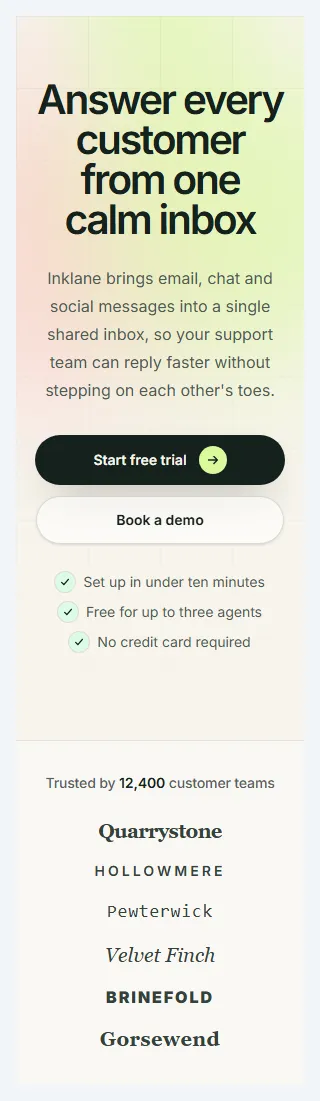 Answer every
customer
from one
calm inbox
Inklane brings email, chat and
social messages into a single
shared inbox, so your support
team can reply faster without
stepping on each other's toes.
Start free trial
Book a demo
Set up in under ten minutes
Free for up to three agents
No credit card required
Trusted by 12,400 customer teams
Quarrystone
HOLLOWMERE
Pewterwick
Velvet Finch
BRINEFOLD
Gorsewend